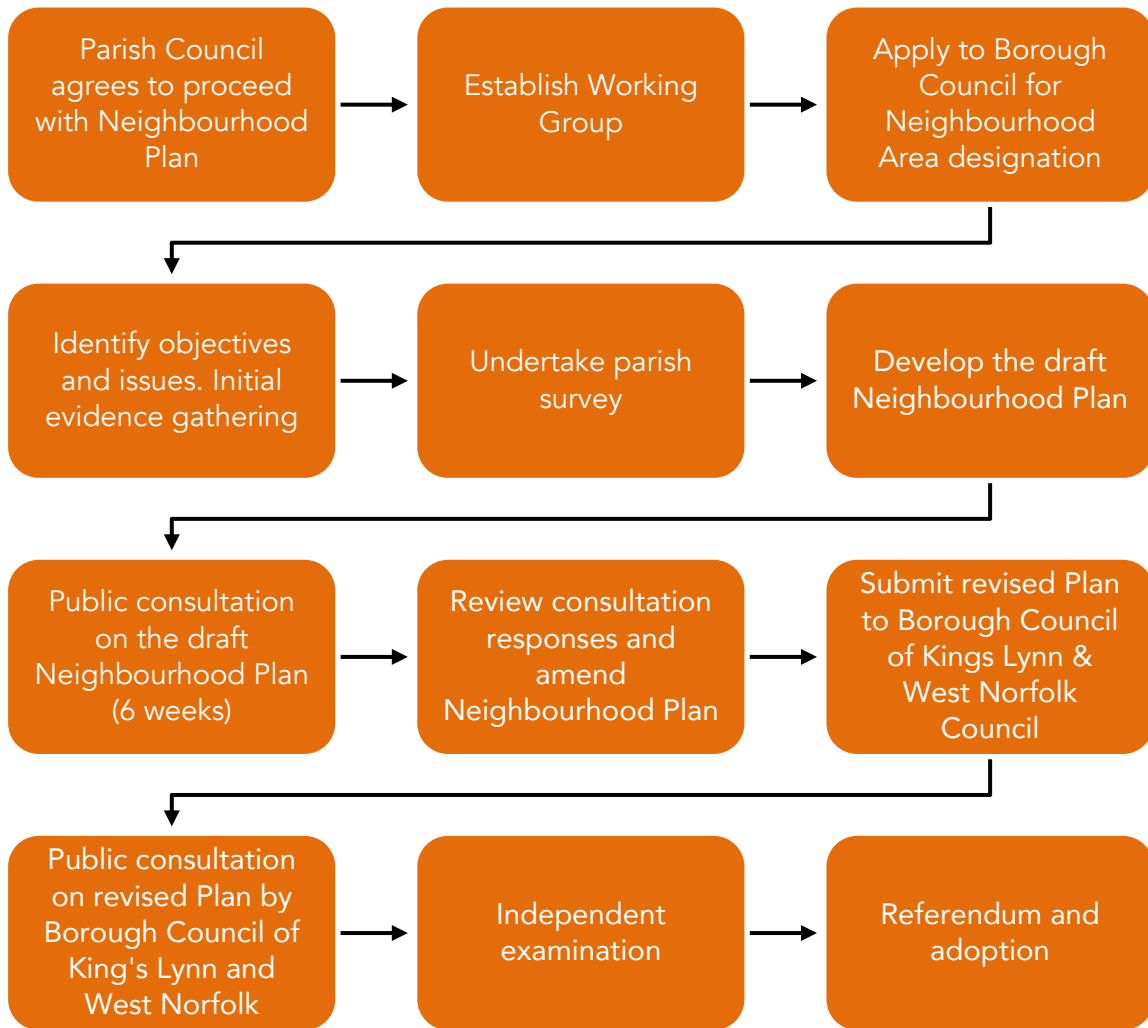 Parish Council
agrees to proceed
with Neighbourhood
Plan
Establish Working
Group
Apply to Borough
Council for
Neighbourhood
Area designation
Identify objectives
and issues. Initial
evidence gathering
Undertake parish
survey
Develop the draft
Neighbourhood Plan
Public consultation
on the draft
Neighbourhood Plan
(6 weeks)
Review consultation
responses and
amend
Neighbourhood Plan
Submit revised Plan
to Borough Council
of Kings Lynn &
West Norfolk
Council
Public consultation
on revised Plan by
Borough Council of
King's Lynn and
West Norfolk
Independent
examination
Referendum and
adoption